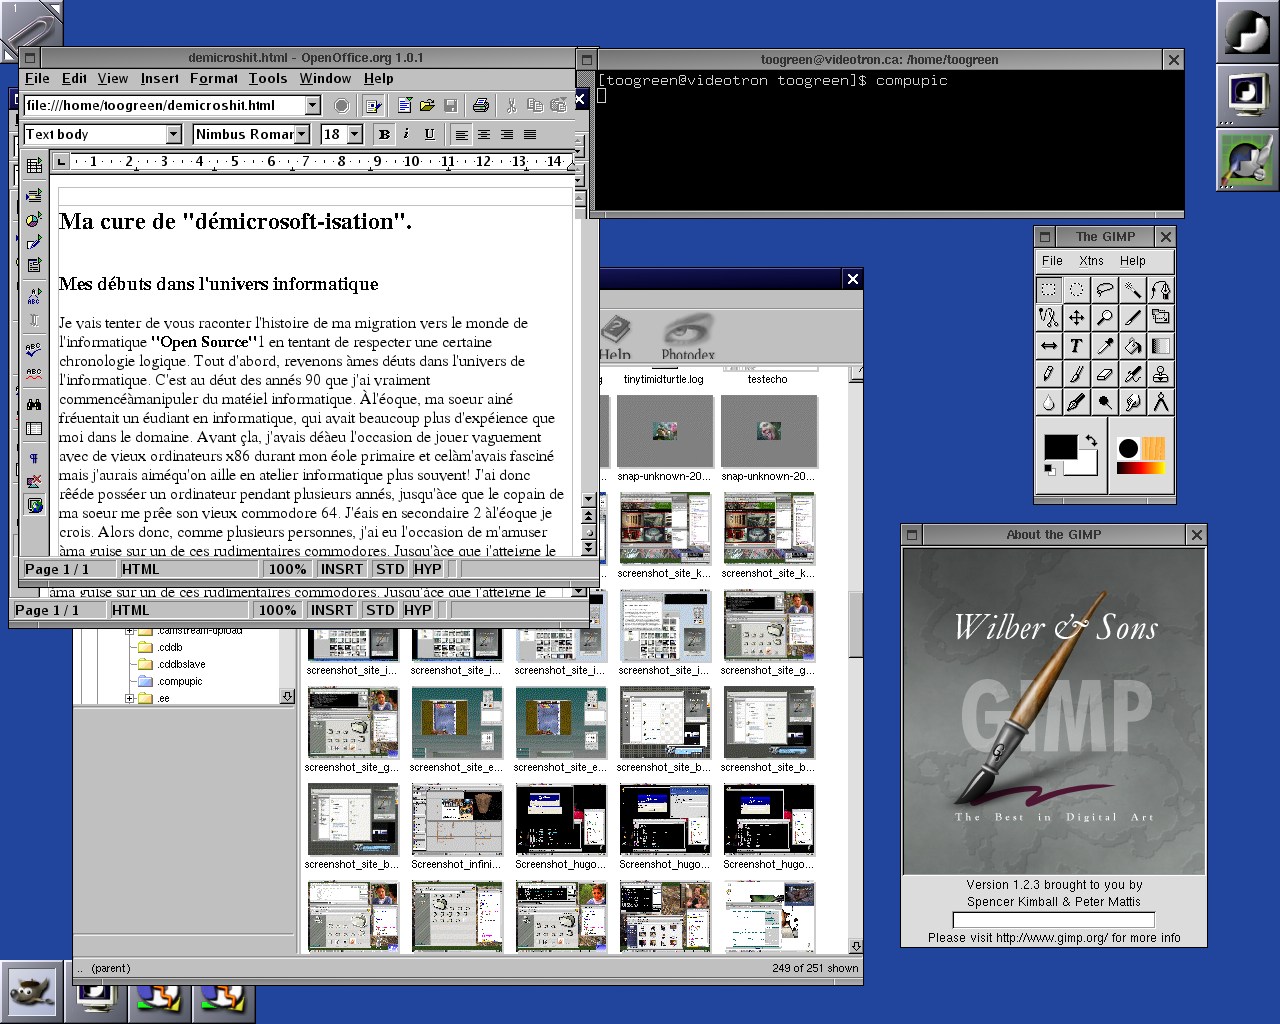 1
demicroshit.html - OpenOffice.org 1.0.1
File Edit View Insert Format Tools Window Help
file:///home/toogreen/demicroshit.html
Text body Nimbus Romar 18 B i U
1 2 3 4 5 6 7 8 9 10 11 12 13 14
Ma cure de "démicrosoft-isation".
Mes débuts dans l'univers informatique
Je vais tenter de vous raconter l'histoire de ma migration vers le monde de
l'informatique "Open Source"1 en tentant de respecter une certaine
chronologie logique. Tout d'abord, revenons àmes déuts dans l'univers de
l'informatique. C'est au déut des annés 90 que j'ai vraiment
commencéàmanipuler du matéiel informatique. Àl'éoque, ma soeur ainé
fréuentait un éudiant en informatique, qui avait beaucoup plus d'expéience que
moi dans le domaine. Avant çla, j'avais déàeu l'occasion de jouer vaguement
avec de vieux ordinateurs x86 durant mon éole primaire et celàm'avais fasciné
mais j'aurais aiméqu'on aille en atelier informatique plus souvent! J'ai donc
rêéde posséer un ordinateur pendant plusieurs annés, jusqu'àce que le copain de
ma soeur me prêe son vieux commodore 64. J'éais en secondaire 2 àl'éoque je
crois. Alors donc, comme plusieurs personnes, j'ai eu l'occasion de m'amuser
àma guise sur un de ces rudimentaires commodores. Jusqu'àce que j'atteigne le
Page 1 / 1 HTML 100% INSRT STD HYP
àma guise sur un de ces rudimentaires commodores. Jusqu'àce que j'atteigne le
Page 1 / 1 HTML 100% INSRT STD HYP
toogreen@videotron.ca: /home/toogreen
[toogreen@videotron toogreen]$ compupic
Help Photodex
tinytimidturtle.log testecho
snap-unknown-20... snap-unknown-20...
screenshot_site_k... screenshot_site_k...
.camstream-upload
.cddb
.cddbslave
.compupic
.ee
screenshot_site_i... screenshot_site_i... screenshot_site_i... screenshot_site_i... screenshot_site_g...
screenshot_site_g... screenshot_site_e... screenshot_site_e... screenshot_site_b... screenshot_site_b...
screenshot_site_b... Screenshot_infini... Screenshot_hugo... Screenshot_hugo... Screenshot_hugo...
.. (parent) 249 of 251 shown
The GIMP
File Xtns Help
About the GIMP
Wilber & Sons
GIMP
The Best in Digital Art
Version 1.2.3 brought to you by
Spencer Kimball & Peter Mattis
Please visit http://www.gimp.org/ for more info